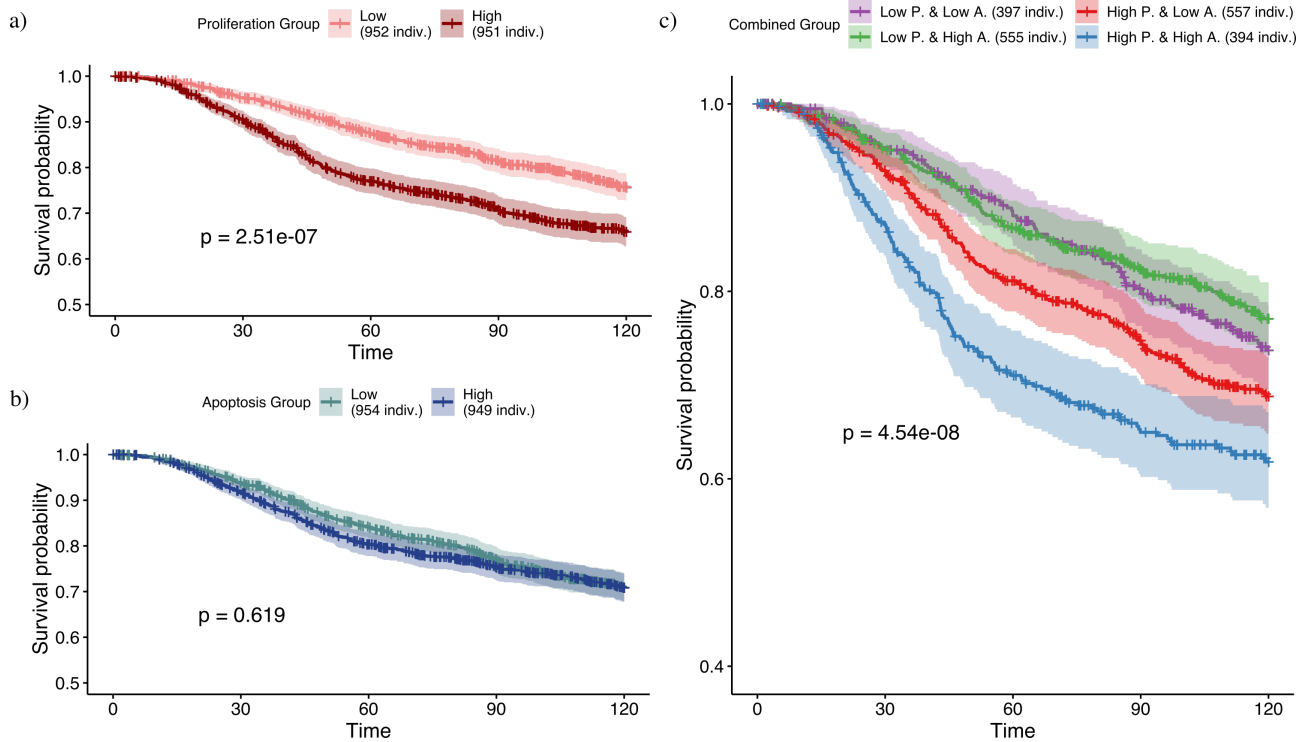 a)
Proliferation Group
Low
(952 indiv.)
High
(951 indiv.)
Survival probability
1.0
0.9
0.8
0.7
0.6
0.5
p = 2.51e-07
0 30 60 90 120
Time
b)
Apoptosis Group
Low
(954 indiv.)
High
(949 indiv.)
Survival probability
1.0
0.9
0.8
0.7
0.6
0.5
p = 0.619
0 30 60 90 120
Time
c)
Combined Group
Low P. & Low A. (397 indiv.)
Low P. & High A. (555 indiv.)
High P. & Low A. (557 indiv.)
High P. & High A. (394 indiv.)
Survival probability
1.0
0.8
0.6
0.4
p = 4.54e-08
0 30 60 90 120
Time